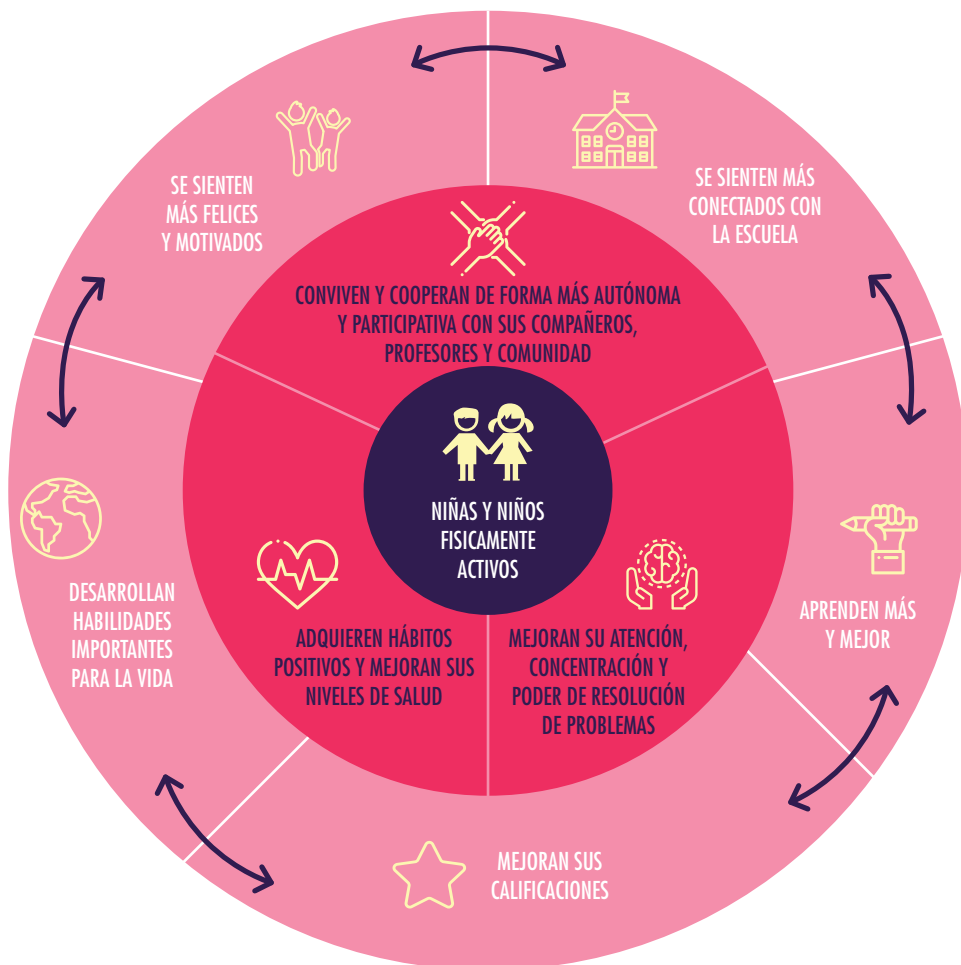 SE SIENTEN
MÁS FELICES
Y MOTIVADOS
SE SIENTEN MÁS
CONECTADOS CON
LA ESCUELA
CONVIVEN Y COOPERAN DE FORMA MÁS AUTÓNOMA
Y PARTICIPATIVA CON SUS COMPAÑEROS,
PROFESORES Y COMUNIDAD
NIÑAS Y NIÑOS
FISICAMENTE
ACTIVOS
DESARROLLAN
HABILIDADES
IMPORTANTES
PARA LA VIDA
ADQUIEREN HÁBITOS
POSITIVOS Y MEJORAN SUS
NIVELES DE SALUD
MEJORAN SU ATENCIÓN,
CONCENTRACIÓN Y
PODER DE RESOLUCIÓN
DE PROBLEMAS
APRENDEN MÁS
Y MEJOR
MEJORAN SUS
CALIFICACIONES